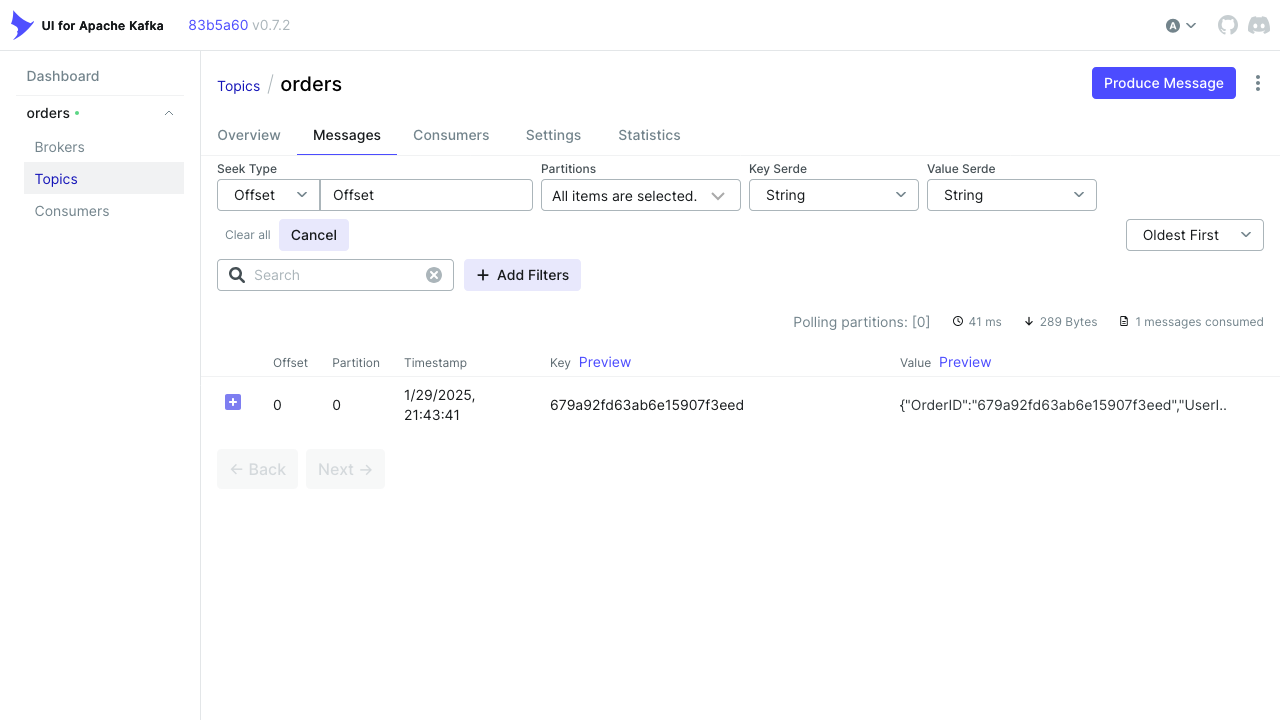 UI for Apache Kafka 83b5a60 v0.7.2 A
Dashboard
orders
Brokers
Topics
Consumers
Topics / orders
Produce Message
Overview Messages Consumers Settings Statistics
Seek Type Partitions Key Serde Value Serde
Offset Offset All items are selected. String String
Clear all Cancel Oldest First
Search Add Filters
Polling partitions: [0] 41 ms 289 Bytes 1 messages consumed
Offset Partition Timestamp Key Preview Value Preview
0 0 1/29/2025, 21:43:41 679a92fd63ab6e15907f3eed {"OrderID":"679a92fd63ab6e15907f3eed","UserI..
← Back Next →